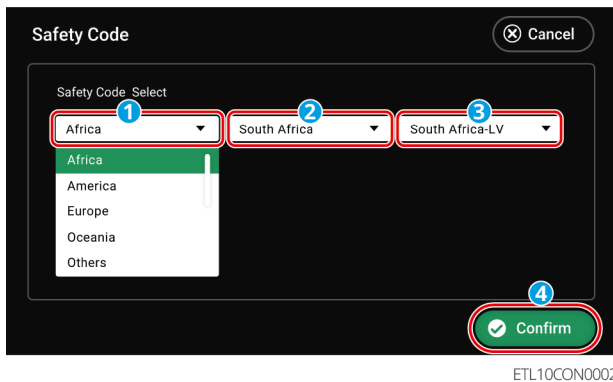 Safety Code
Cancel
Safety Code Select
1
2
3
Africa
South Africa
South Africa-LV
Africa
America
Europe
Oceania
Others
4
Confirm
ETL10CON0002